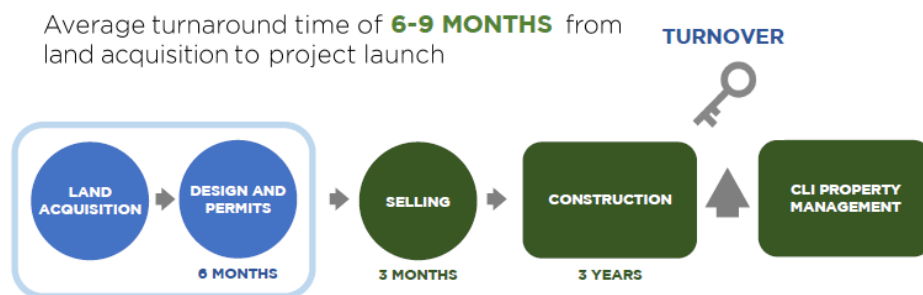 Average turnaround time of 6-9 MONTHS from
land acquisition to project launch
TURNOVER
LAND
ACQUISITION
DESIGN AND
PERMITS
SELLING
CONSTRUCTION
CLI PROPERTY
MANAGEMENT
6 MONTHS
3 MONTHS
3 YEARS